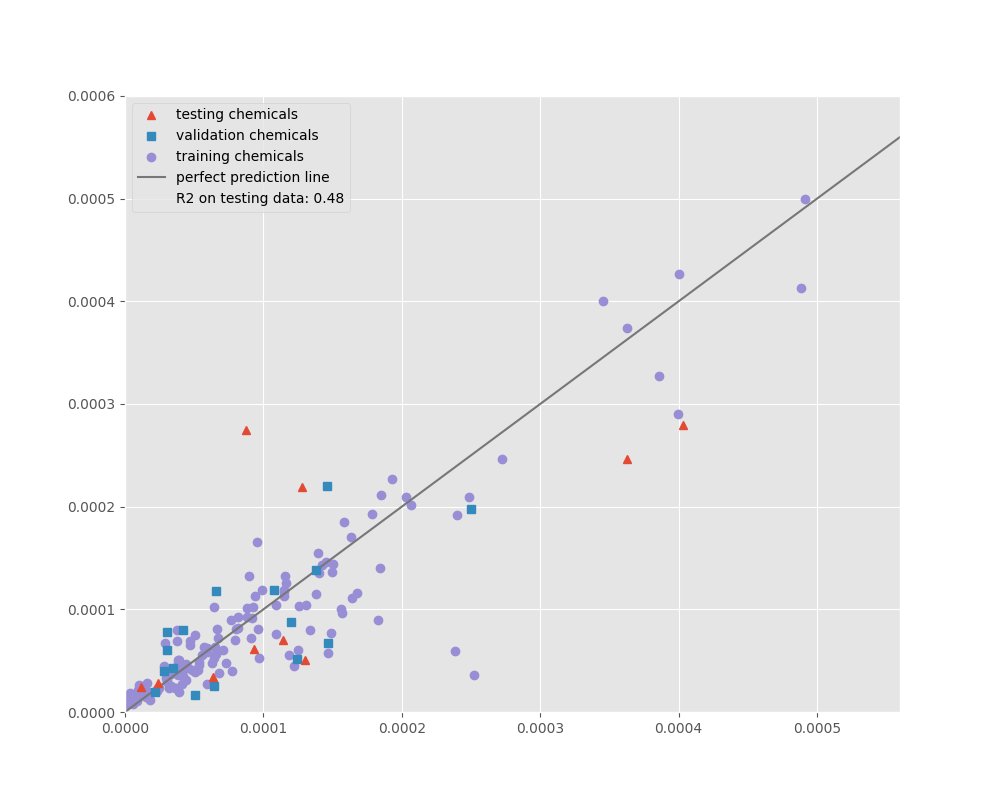 0.0006
0.0005
0.0004
0.0003
0.0002
0.0001
0.0000
testing chemicals
validation chemicals
training chemicals
perfect prediction line
R2 on testing data: 0.48
0.0000 0.0001 0.0002 0.0003 0.0004 0.0005